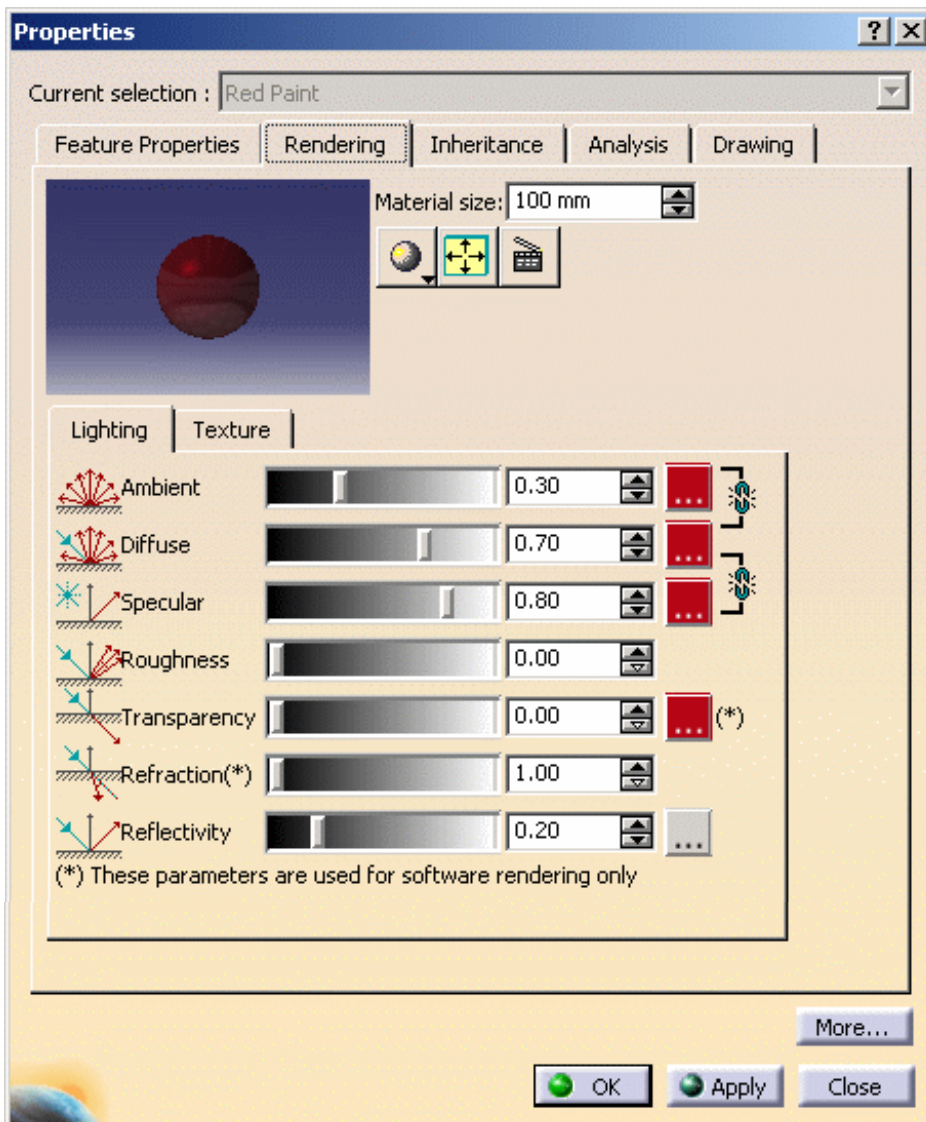 Properties
Current selection : Red Paint
Feature Properties Rendering Inheritance Analysis Drawing
Material size: 100 mm
Lighting Texture
Ambient 0.30 ...
Diffuse 0.70 ...
Specular 0.80 ...
Roughness 0.00
Transparency 0.00 ... (*)
Refraction(*) 1.00
Reflectivity 0.20 ...
(*) These parameters are used for software rendering only
More...
OK Apply Close